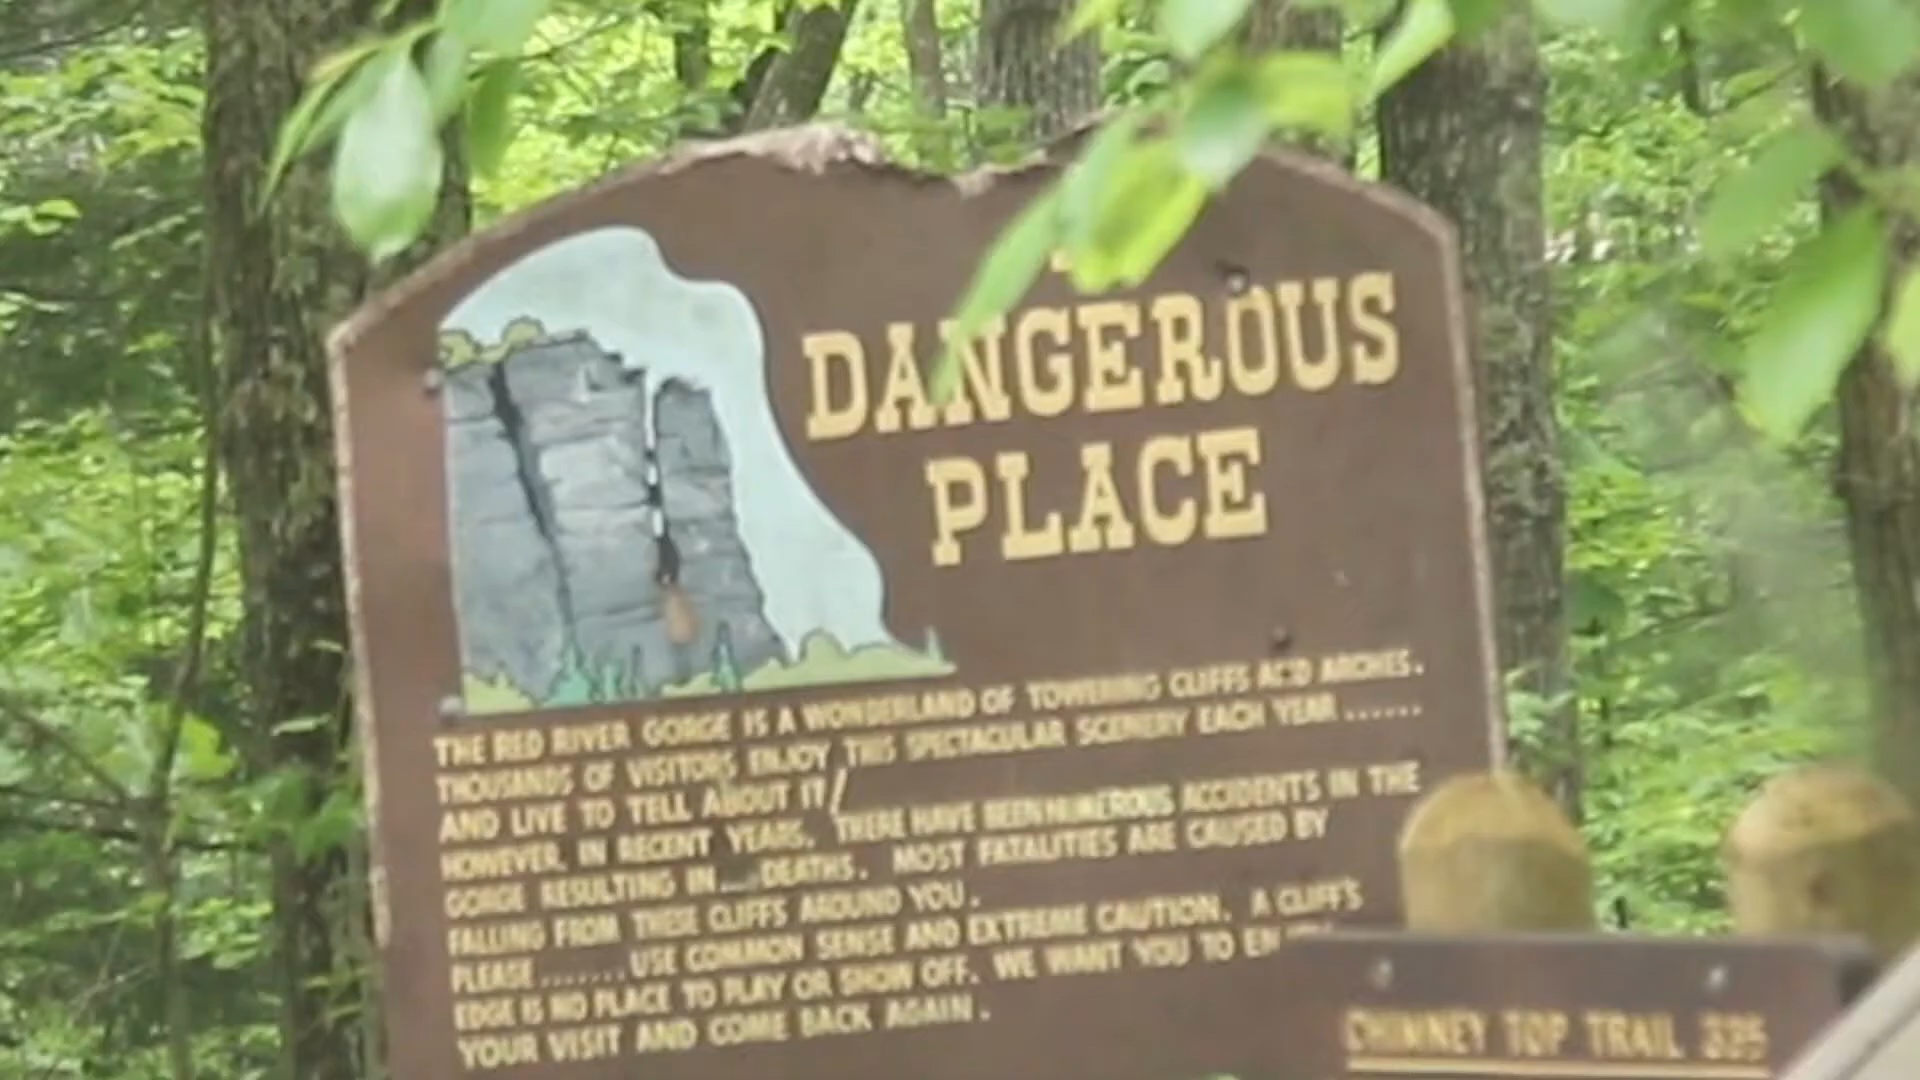 DANGEROUS
PLACE
THE RED RIVER GORGE IS A WONDERLAND OF TOWERING CLIFFS AND ARCHES.
THOUSANDS OF VISITORS ENJOY THIS SPECTACULAR SCENERY EACH YEAR ......
AND LIVE TO TELL ABOUT IT!
HOWEVER, IN RECENT YEARS, THERE HAVE BEEN NUMEROUS ACCIDENTS IN THE
GORGE RESULTING IN....DEATHS. MOST FATALITIES ARE CAUSED BY
FALLING FROM THESE CLIFFS AROUND YOU.
PLEASE.......USE COMMON SENSE AND EXTREME CAUTION. A CLIFF'S
EDGE IS NO PLACE TO PLAY OR SHOW OFF. WE WANT YOU TO
YOUR VISIT AND COME BACK AGAIN.
CHIMNEY TOP TRAIL 235